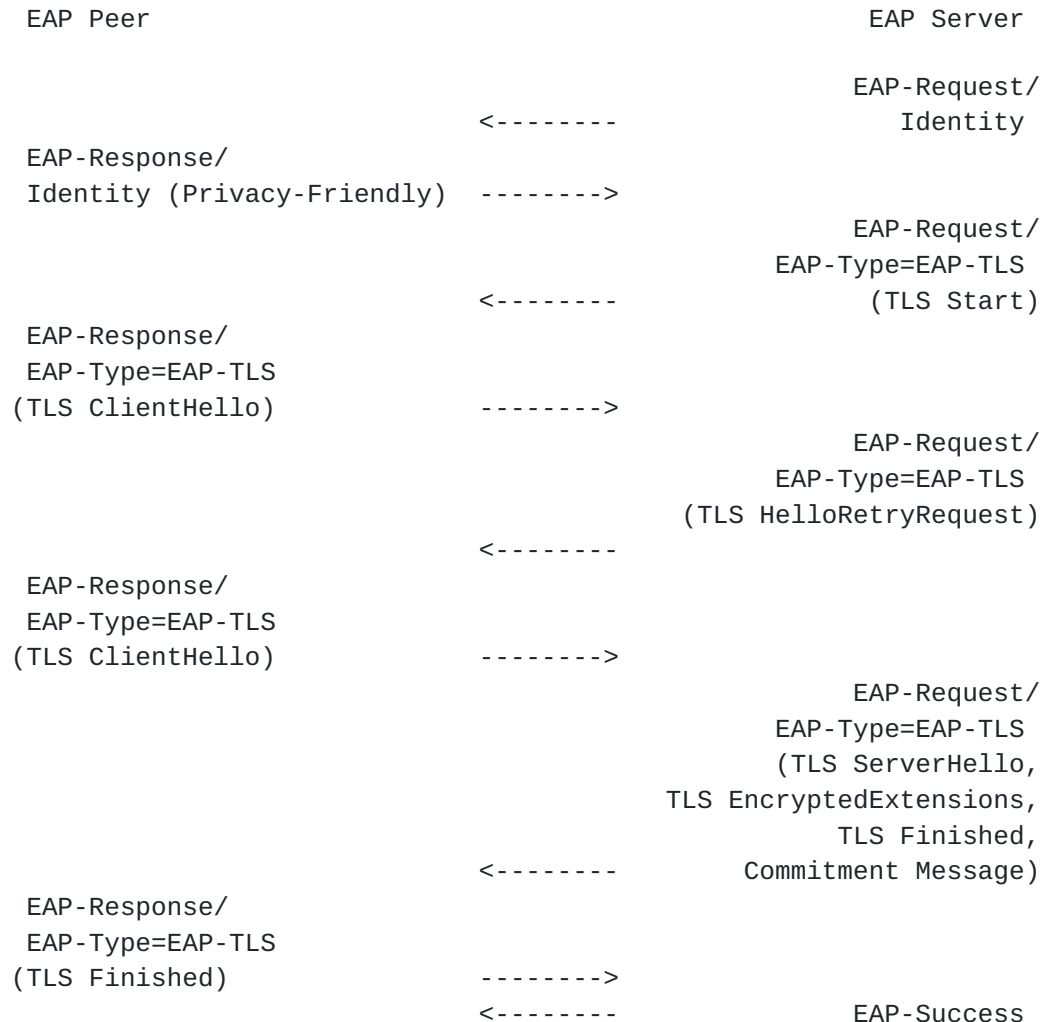 EAP Peer                                               EAP Server

                                                     EAP-Request/
                              <--------                  Identity
EAP-Response/
Identity (Privacy-Friendly)   -------->
                                                     EAP-Request/
                                                EAP-Type=EAP-TLS
                              <--------               (TLS Start)
EAP-Response/
EAP-Type=EAP-TLS
(TLS ClientHello)             -------->
                                                     EAP-Request/
                                                EAP-Type=EAP-TLS
                                           (TLS HelloRetryRequest)
                              <--------
EAP-Response/
EAP-Type=EAP-TLS
(TLS ClientHello)             -------->
                                                     EAP-Request/
                                                EAP-Type=EAP-TLS
                                                (TLS ServerHello,
                                          TLS EncryptedExtensions,
                                                    TLS Finished,
                              <--------       Commitment Message)
EAP-Response/
EAP-Type=EAP-TLS
(TLS Finished)                -------->
                              <--------               EAP-Success